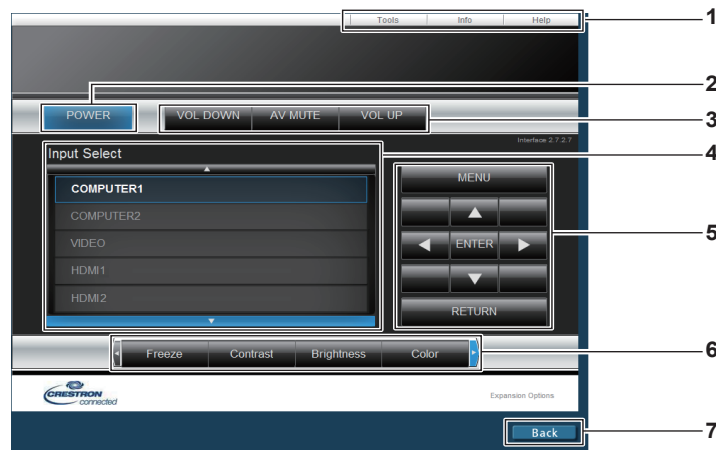 Tools Info Help 1
2
POWER VOL DOWN AV MUTE VOL UP 3
Interface 2.7.2.7
Input Select 4
MENU
COMPUTER1
COMPUTER2
VIDEO ENTER 5
HDMI1
HDMI2 RETURN
Freeze Contrast Brightness Color 6
CRESTRON
connected
Expansion Options
Back 7